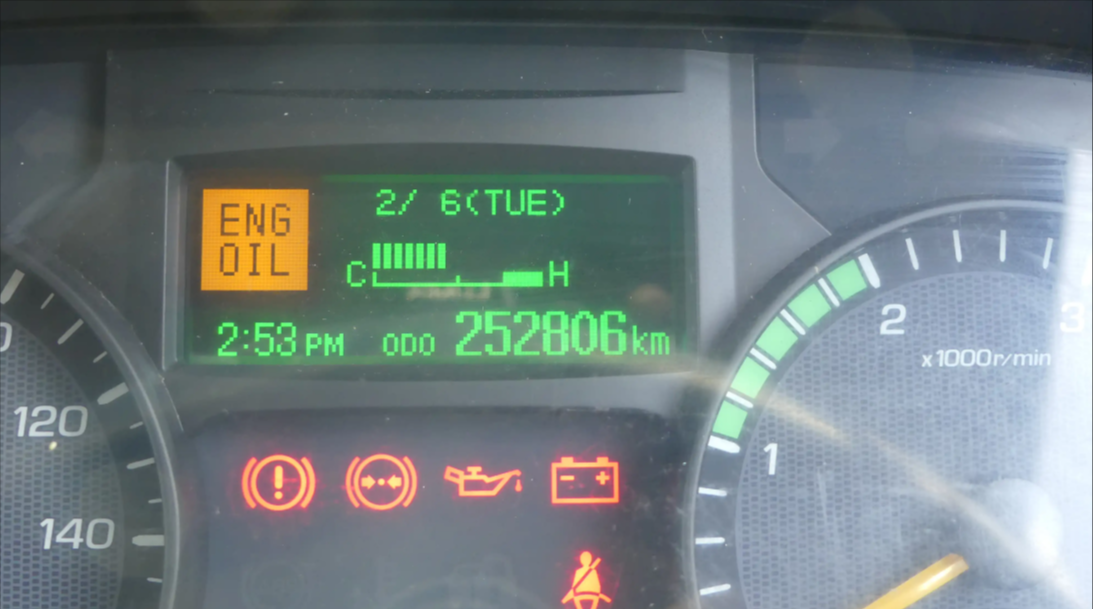 ENG
OIL
2/ 6(TUE)
C H
2:53 PM ODO 252806km
120
140
1
2
3
x1000r/min